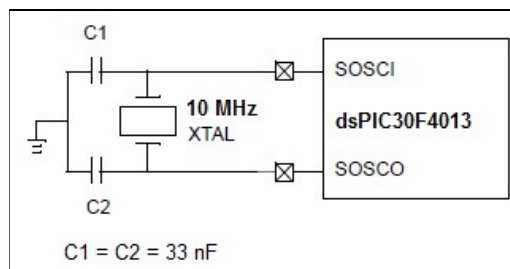 C1
SOSCI
10 MHz
XTAL
dsPIC30F4013
SOSCO
C2
C1 = C2 = 33 nF